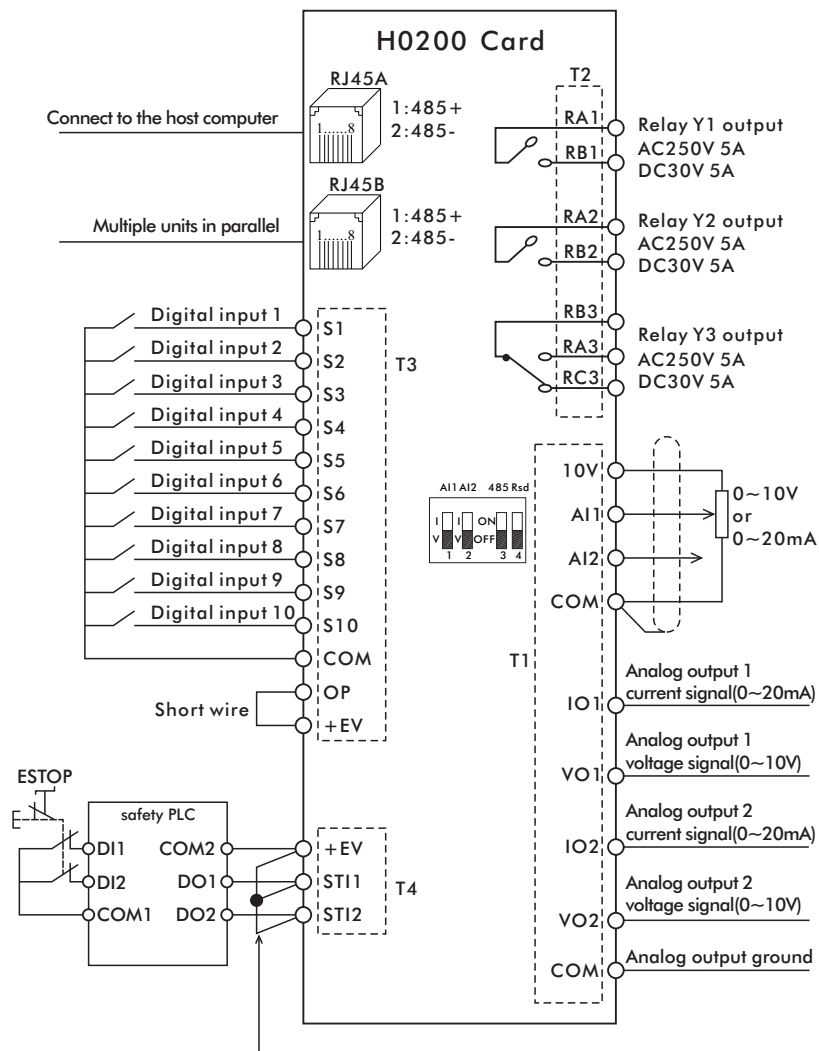 H0200 Card
RJ45A
1:485+
2:485-
1.....8
Connect to the host computer
RJ45B
1:485+
2:485-
1.....8
Multiple units in parallel
T2
RA1
RB1
Relay Y1 output
AC250V 5A
DC30V 5A
RA2
RB2
Relay Y2 output
AC250V 5A
DC30V 5A
RB3
RA3
RC3
Relay Y3 output
AC250V 5A
DC30V 5A
Digital input 1
S1
Digital input 2
S2
Digital input 3
S3
Digital input 4
S4
Digital input 5
S5
Digital input 6
S6
Digital input 7
S7
Digital input 8
S8
Digital input 9
S9
Digital input 10
S10
COM
OP
+EV
T3
Short wire
AI1 AI2 485 Rsd
I I ON
V V OFF
1 2 3 4
10V
AI1
AI2
COM
0~10V
or
0~20mA
T1
IO1
Analog output 1
current signal(0~20mA)
VO1
Analog output 1
voltage signal(0~10V)
IO2
Analog output 2
current signal(0~20mA)
VO2
Analog output 2
voltage signal(0~10V)
COM
Analog output ground
ESTOP
safety PLC
DI1
DI2
COM1
COM2
DO1
DO2
+EV
STI1
STI2
T4